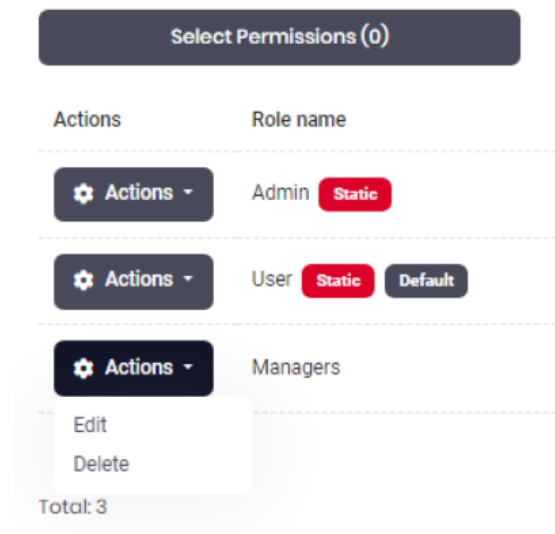 Select Permissions (0)
Actions Role name
Actions Admin Static
Actions User Static Default
Actions Managers
Edit
Delete
Total: 3